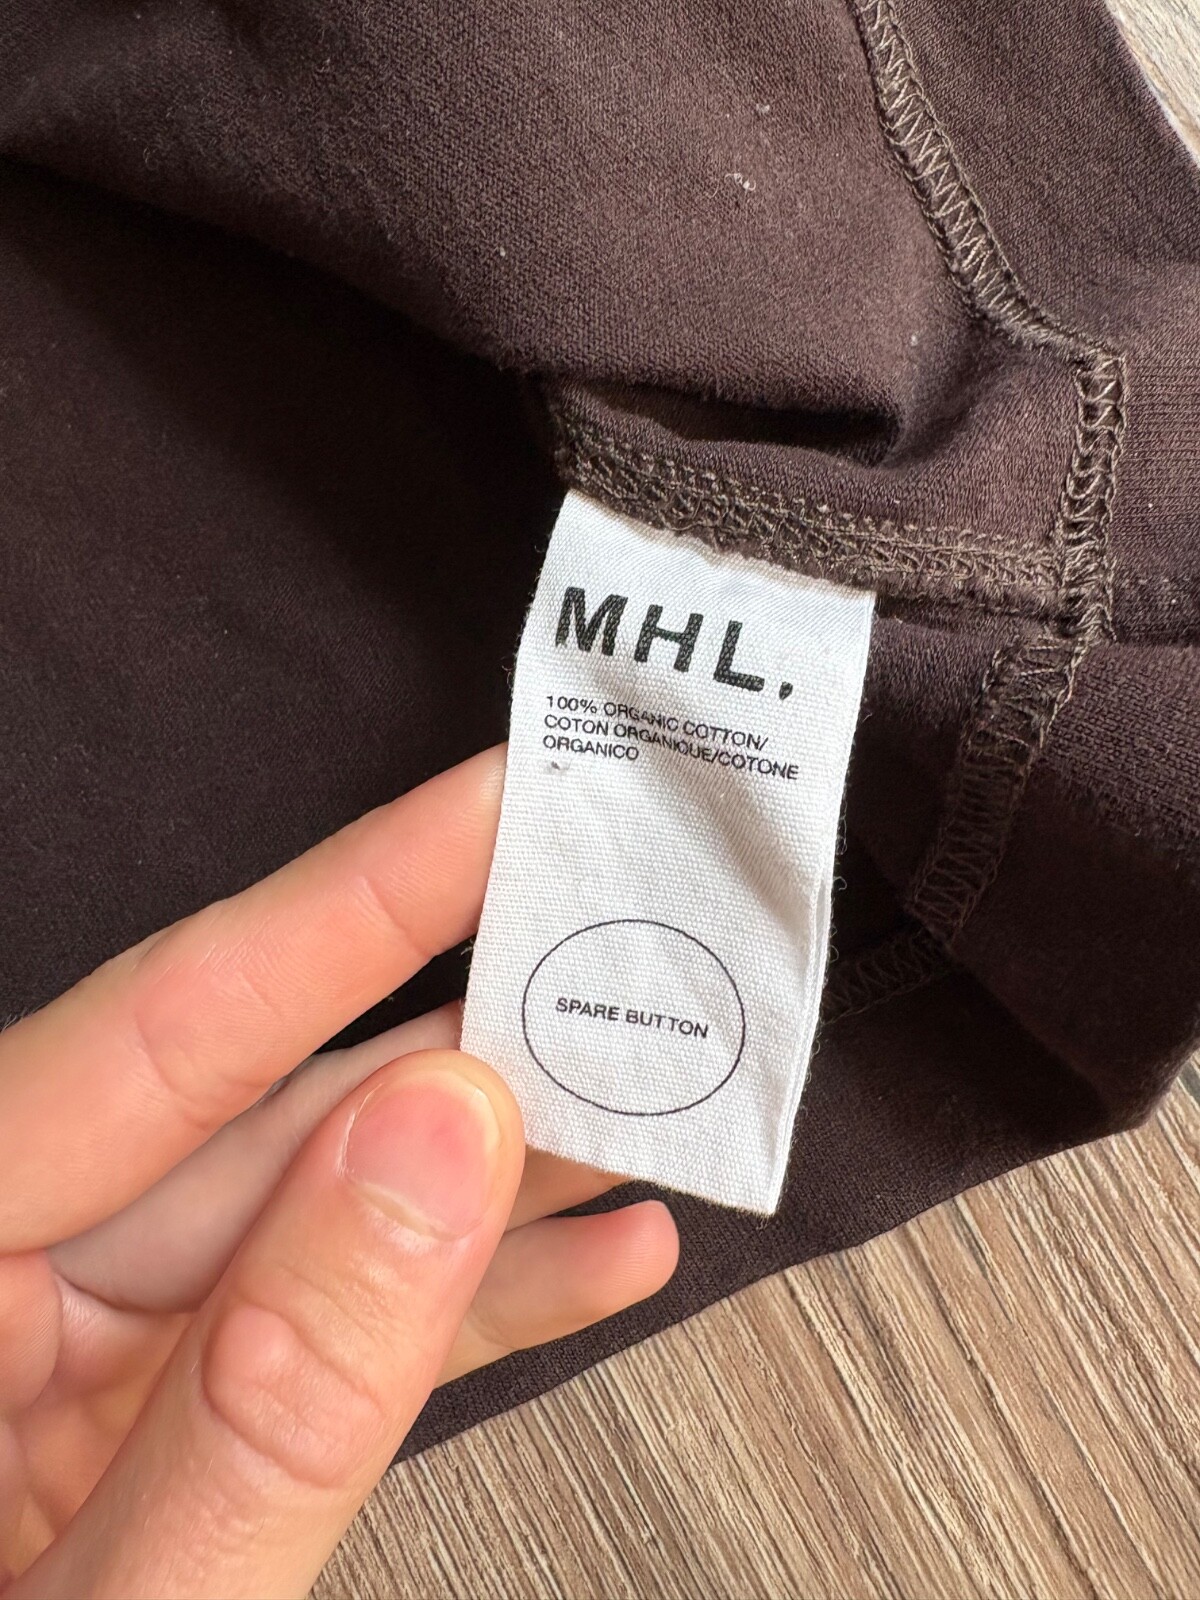 MHL.
100% ORGANIC COTTON/
COTON ORGANIQUE/COTONE
ORGANICO
SPARE BUTTON